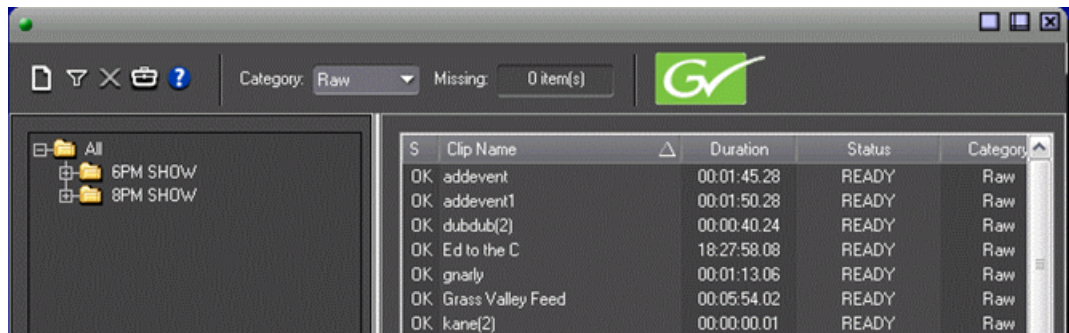 Category: Raw Missing: 0 item(s) GV
All
6PM SHOW
8PM SHOW
S Clip Name Duration Status Category
OK addevent 00:01:45.28 READY Raw
OK addevent1 00:01:50.28 READY Raw
OK dubdub(2) 00:00:40.24 READY Raw
OK Ed to the C 18:27:58.08 READY Raw
OK gnarly 00:01:13.06 READY Raw
OK Grass Valley Feed 00:05:54.02 READY Raw
OK kane(2) 00:00:00.01 READY Raw